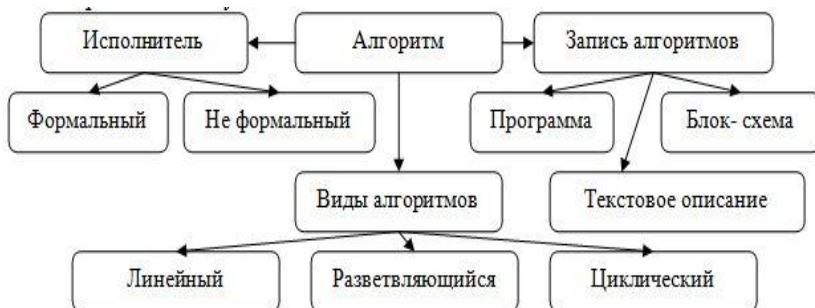 Исполнитель
Алгоритм
Запись алгоритмов
Формальный
Не формальный
Программа
Блок- схема
Виды алгоритмов
Текстовое описание
Линейный
Разветвляющийся
Циклический